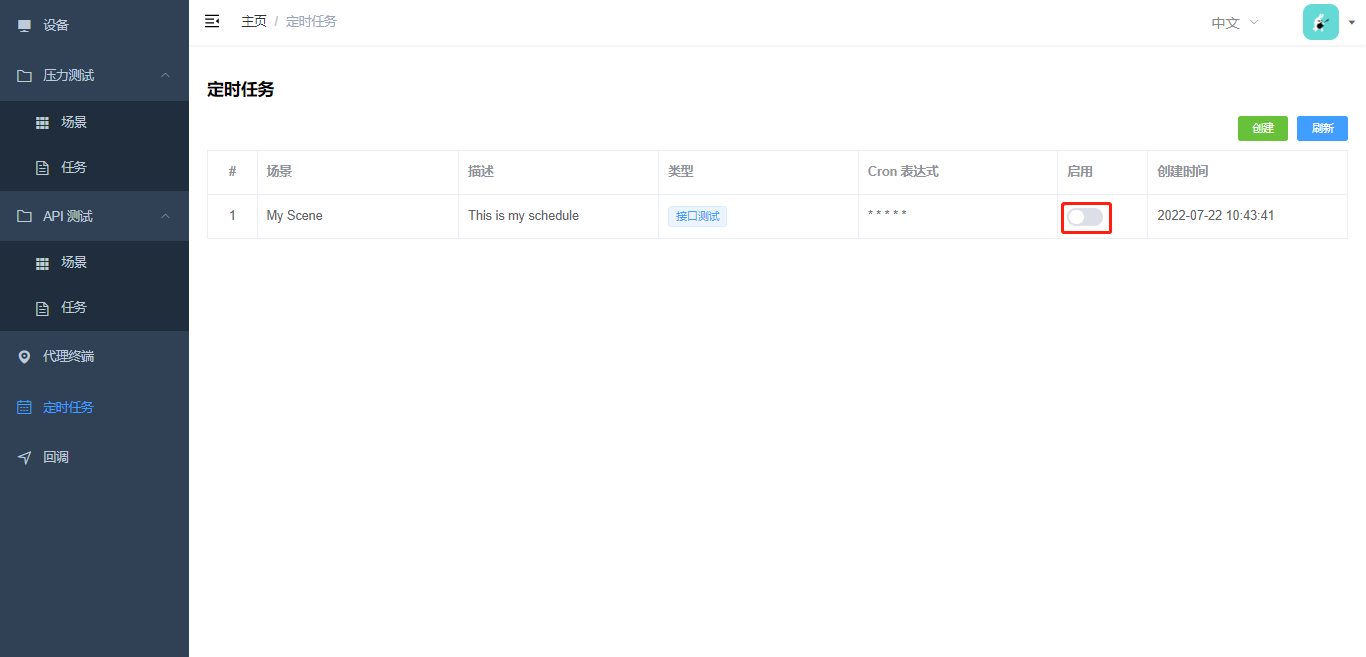 设备
压力测试
场景
任务
API 测试
场景
任务
代理终端
定时任务
回调
主页 / 定时任务
中文
定时任务
创建 刷新
# 场景 描述 类型 Cron 表达式 启用 创建时间
1 My Scene This is my schedule 接口测试 * * * * * 2022-07-22 10:43:41